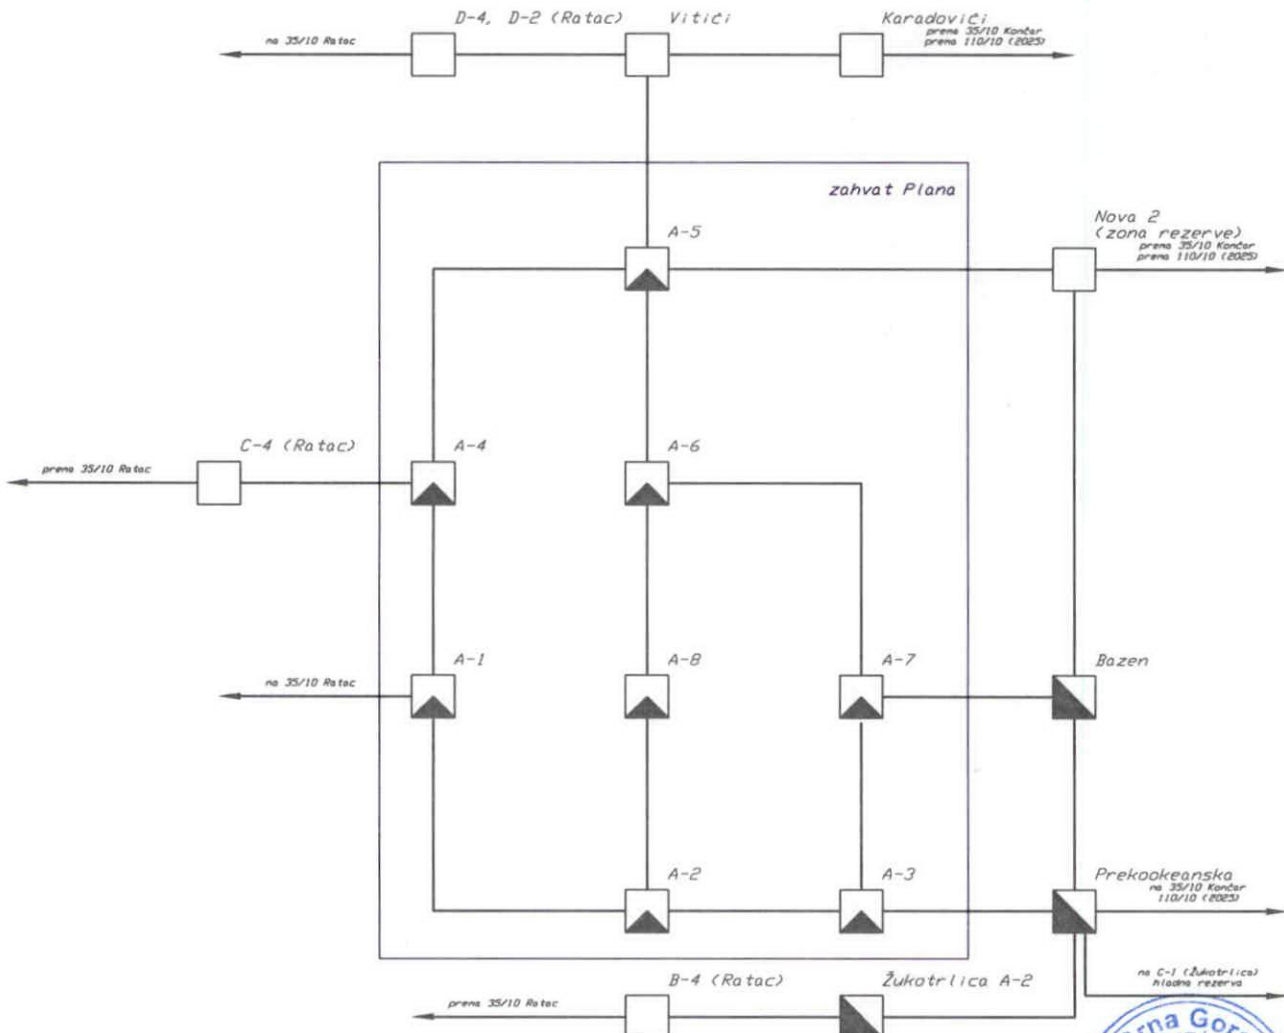 D-4, D-2 (Ratac)
Vitići
Karadovići
na 35/10 Ratac
prema 35/10 Končar
prema 110/10 (2025)
zahvat Plana
A-5
Nova 2
(zona rezerve)
prema 35/10 Končar
prema 110/10 (2025)
C-4 (Ratac)
A-4
A-6
prema 35/10 Ratac
A-1
A-8
A-7
Bazen
na 35/10 Ratac
A-2
A-3
Prekookeanska
na 35/10 Končar
110/10 (2025)
B-4 (Ratac)
Žukotrlica A-2
na C-1 (Žukotrlica)
hladna rezerva
prema 35/10 Ratac
rna Gor